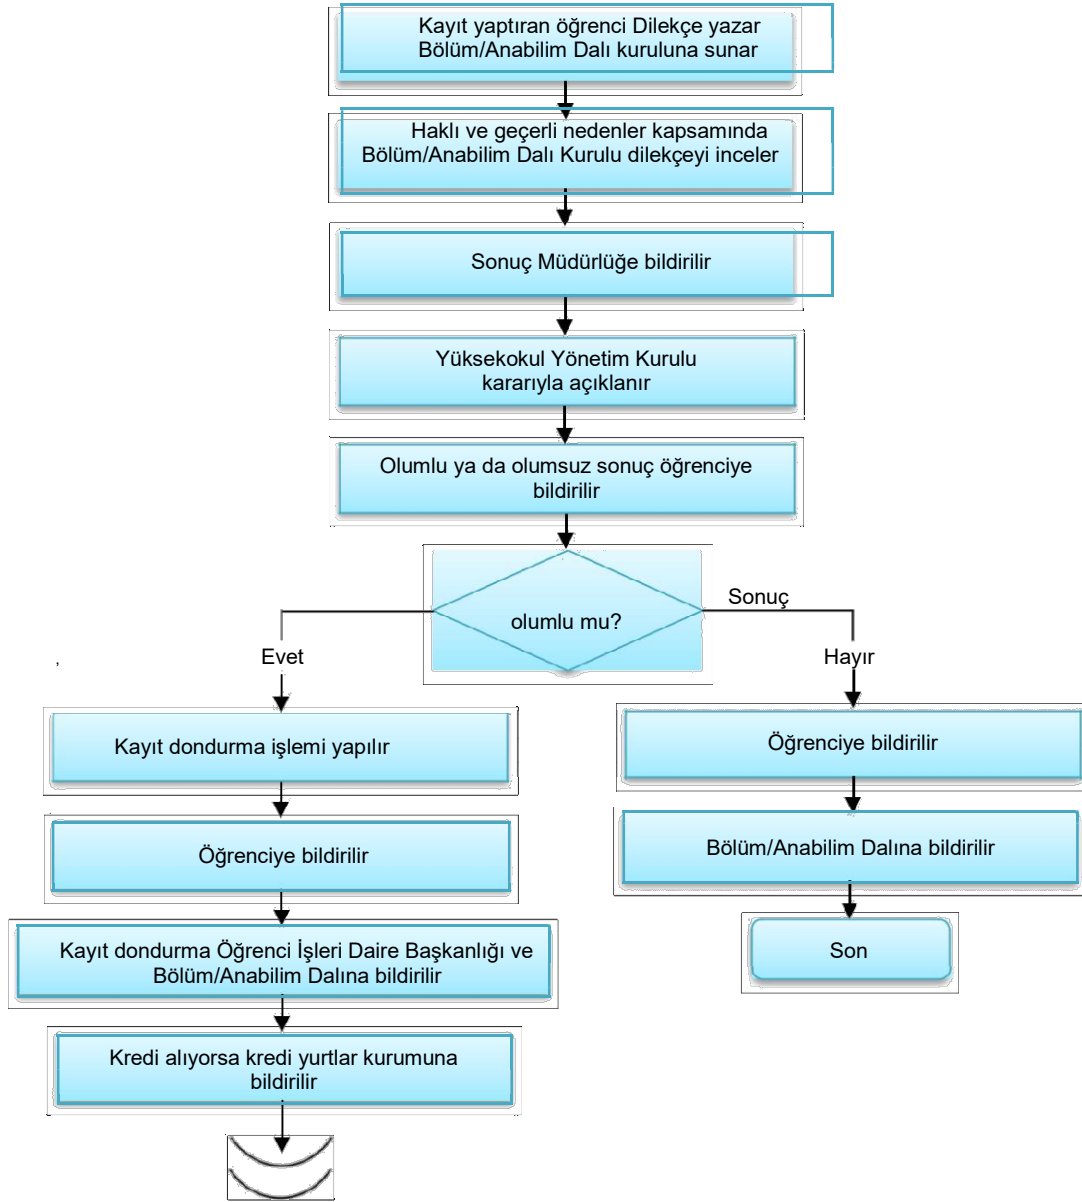 Kayıt yaptıran öğrenci Dilekçe yazar
Bölüm/Anabilim Dalı kuruluna sunar
Haklı ve geçerli nedenler kapsamında
Bölüm/Anabilim Dalı Kurulu dilekçeyi inceler
Sonuç Müdürlüğe bildirilir
Yüksekokul Yönetim Kurulu
kararıyla açıklanır
Olumlu ya da olumsuz sonuç öğrenciye
bildirilir
Sonuç
olumlu mu?
Evet
Hayır
,
Kayıt dondurma işlemi yapılır
Öğrenciye bildirilir
Kayıt dondurma Öğrenci İşleri Daire Başkanlığı ve
Bölüm/Anabilim Dalına bildirilir
Kredi alıyorsa kredi yurtlar kurumuna
bildirilir
Öğrenciye bildirilir
Bölüm/Anabilim Dalına bildirilir
Son